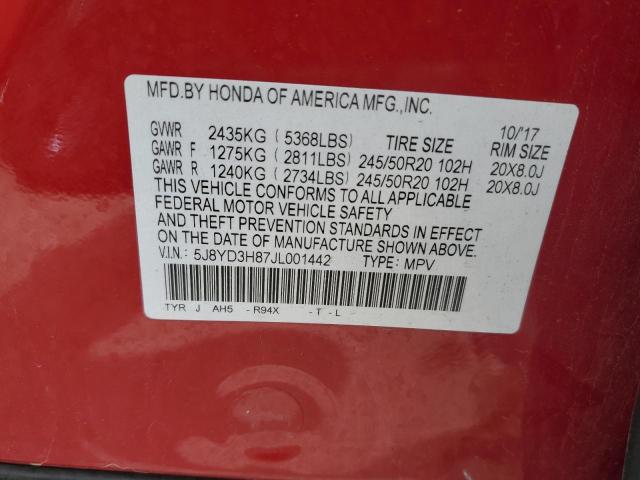 MFD.BY HONDA OF AMERICA MFG.,INC.
10/'17
GVWR 2435KG ( 5368LBS) TIRE SIZE RIM SIZE
GAWR F 1275KG ( 2811LBS) 245/50R20 102H 20X8.0J
GAWR R 1240KG ( 2734LBS) 245/50R20 102H 20X8.0J
THIS VEHICLE CONFORMS TO ALL APPLICABLE
FEDERAL MOTOR VEHICLE SAFETY
AND THEFT PREVENTION STANDARDS IN EFFECT
ON THE DATE OF MANUFACTURE SHOWN ABOVE.
V.I.N.: 5J8YD3H87JL001442 TYPE: MPV
TYR J AH5 - R94X - T - L